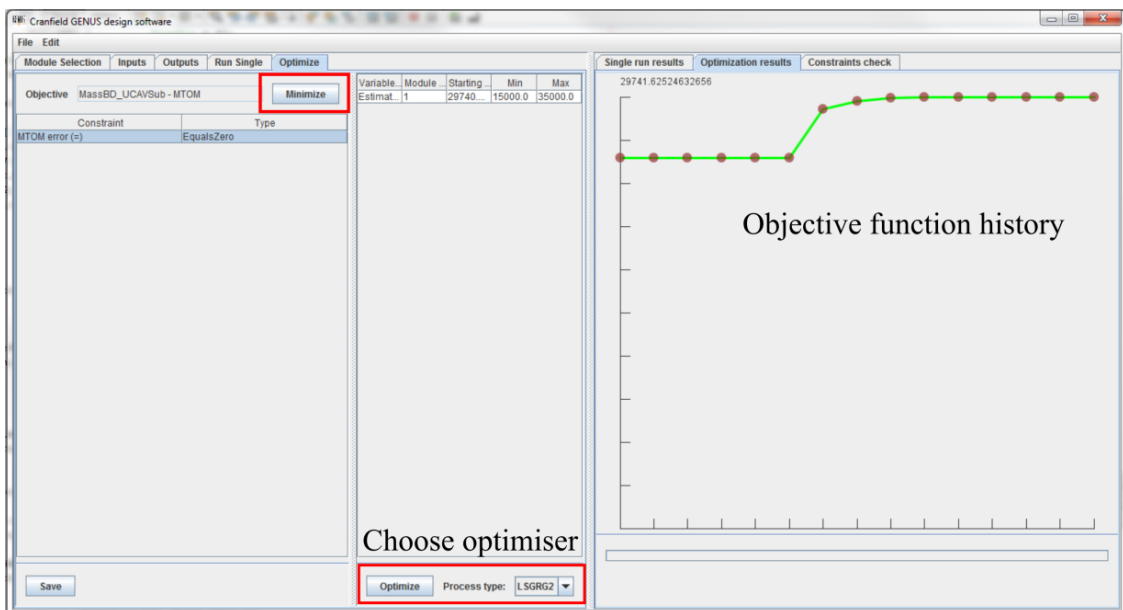 Cranfield GENUS design software
File Edit
Module Selection Inputs Outputs Run Single Optimize
Objective MassBD_UCAVSub - MTOM Minimize
Constraint Type
MTOM error (=) EqualsZero
Variable... Module ... Starting ... Min Max
Estimat... 1 29740.... 15000.0 35000.0
Choose optimiser
Save
Optimize Process type: LSGRG2
Single run results Optimization results Constraints check
29741.62524632656
Objective function history